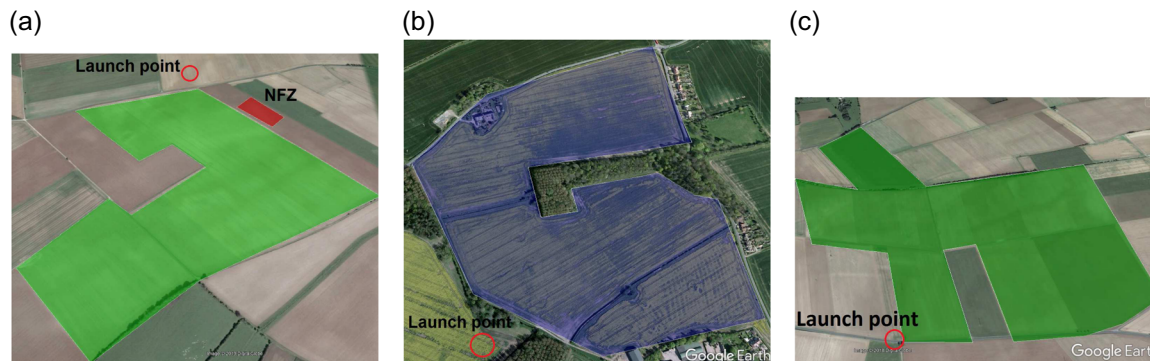 (a)
(b)
(c)
Launch point
NFZ
Launch point
Google Earth
Launch point
Google Eart